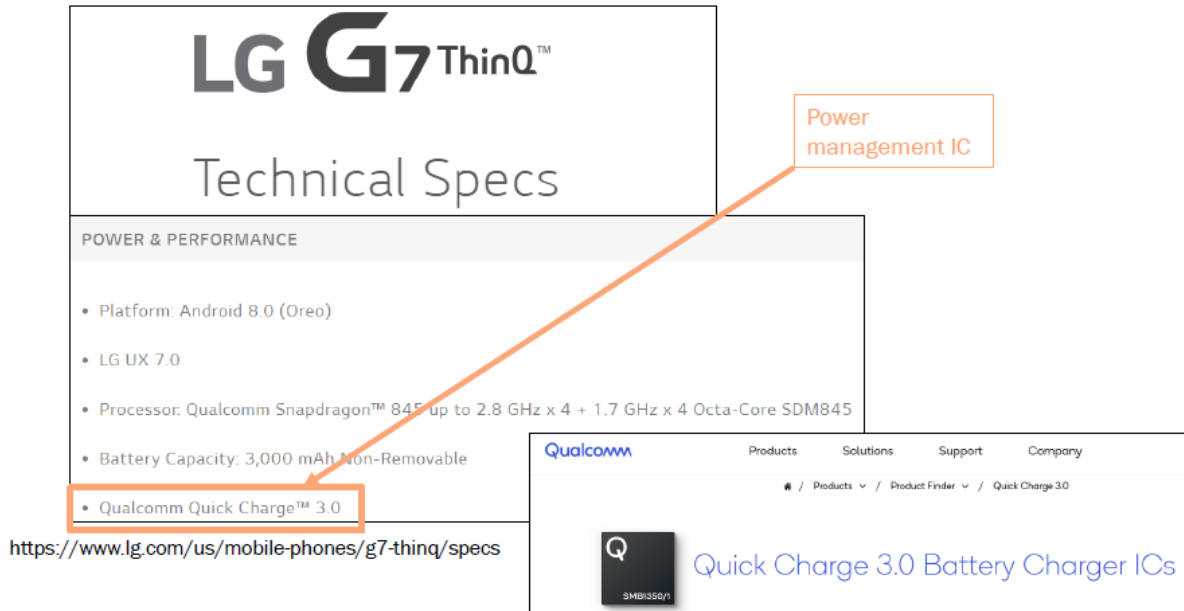 LG G7 ThinQ™
Power
management IC
Technical Specs
POWER & PERFORMANCE
• Platform: Android 8.0 (Oreo)
• LG UX 7.0
• Processor: Qualcomm Snapdragon™ 845 up to 2.8 GHz x 4 + 1.7 GHz x 4 Octa-Core SDM845
• Battery Capacity: 3,000 mAh Non-Removable
• Qualcomm Quick Charge™ 3.0
https://www.lg.com/us/mobile-phones/g7-thinq/specs
Qualcomm Products Solutions Support Company
/ Products / Product Finder / Quick Charge 3.0
Q
SMB1350/1
Quick Charge 3.0 Battery Charger ICs